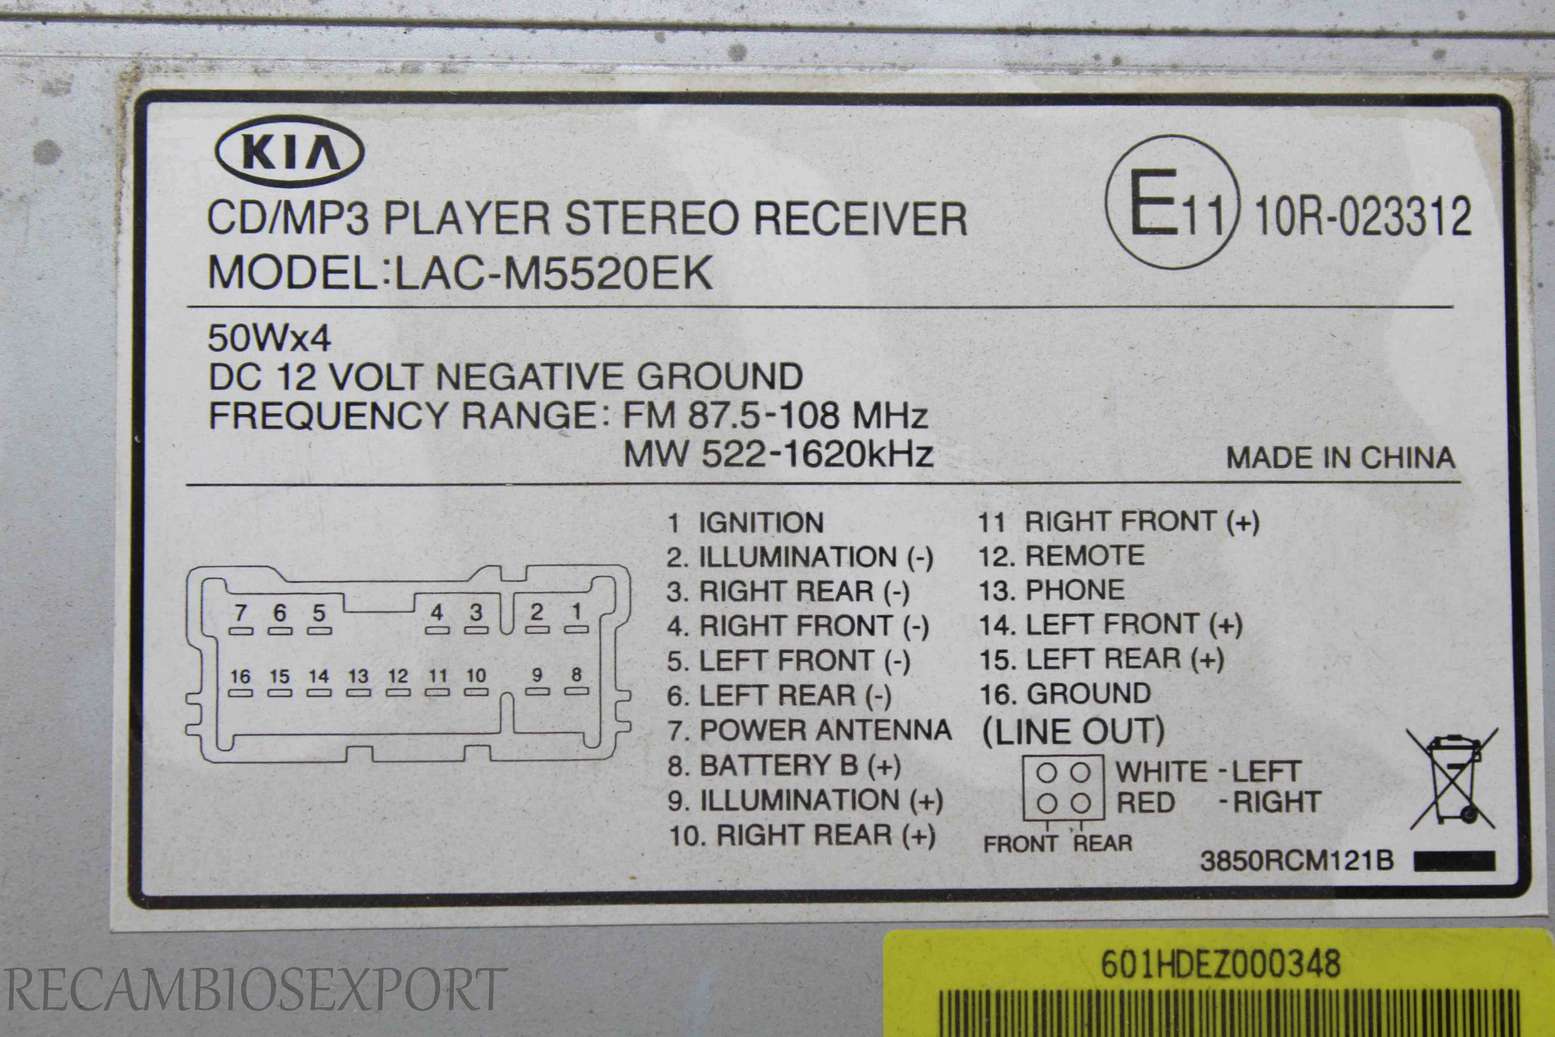 KIA
CD/MP3 PLAYER STEREO RECEIVER
MODEL:LAC-M5520EK
E11 10R-023312
50Wx4
DC 12 VOLT NEGATIVE GROUND
FREQUENCY RANGE: FM 87.5-108 MHz
MW 522-1620kHz
MADE IN CHINA
7 6 5 4 3 2 1
16 15 14 13 12 11 10 9 8
1 IGNITION
2. ILLUMINATION (-)
3. RIGHT REAR (-)
4. RIGHT FRONT (-)
5. LEFT FRONT (-)
6. LEFT REAR (-)
7. POWER ANTENNA
8. BATTERY B (+)
9. ILLUMINATION (+)
10. RIGHT REAR (+)
11 RIGHT FRONT (+)
12. REMOTE
13. PHONE
14. LEFT FRONT (+)
15. LEFT REAR (+)
16. GROUND
(LINE OUT)
WHITE -LEFT
RED -RIGHT
FRONT REAR
3850RCM121B
601HDEZ000348
RECAMBIOSEXPORT